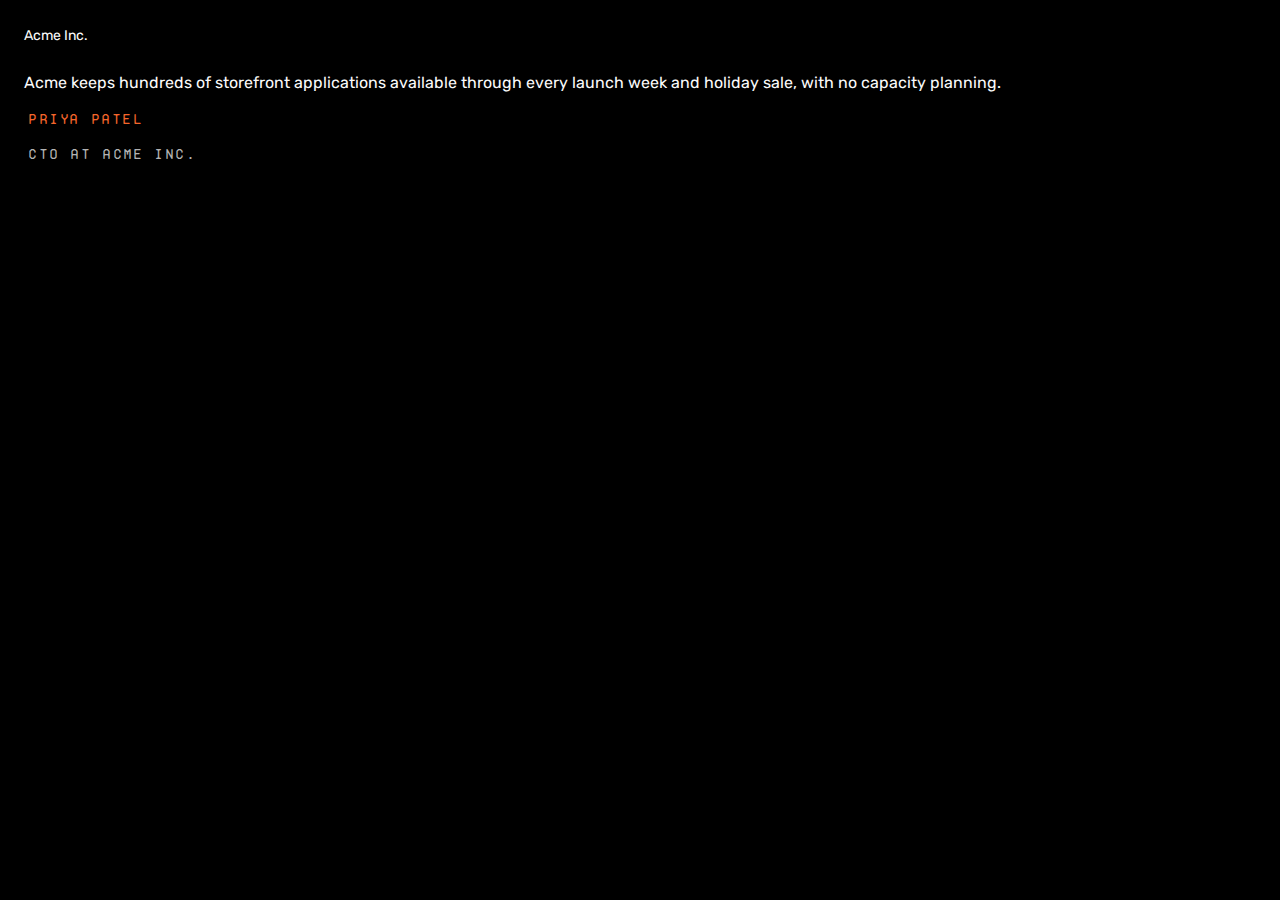 Acme Inc.
Acme keeps hundreds of storefront applications available through every launch week and holiday sale, with no capacity planning.
PRIYA PATEL
CTO AT ACME INC.